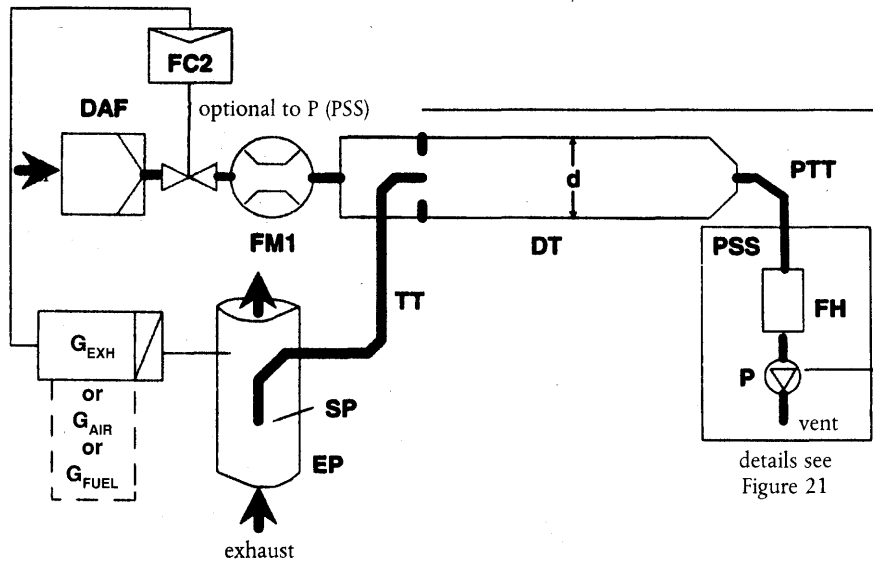 FC2
DAF
optional to P (PSS)
d
PTT
FM1
DT
PSS
TT
FH
G_EXH
or
G_AIR
or
G_FUEL
P
SP
vent
EP
details see
Figure 21
exhaust